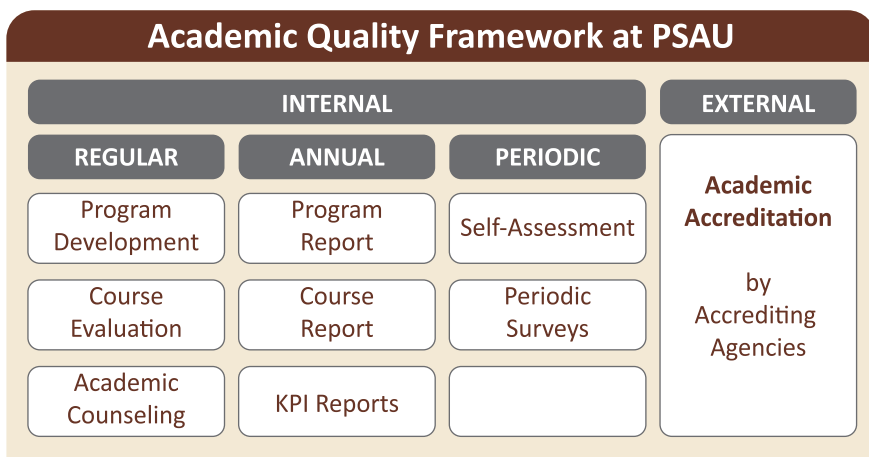 Academic Quality Framework at PSAU
INTERNAL
EXTERNAL
REGULAR
ANNUAL
PERIODIC
Program
Development
Program
Report
Self-Assessment
Course
Evaluation
Course
Report
Periodic
Surveys
Academic
Counseling
KPI Reports
Academic
Accreditation
by
Accrediting
Agencies